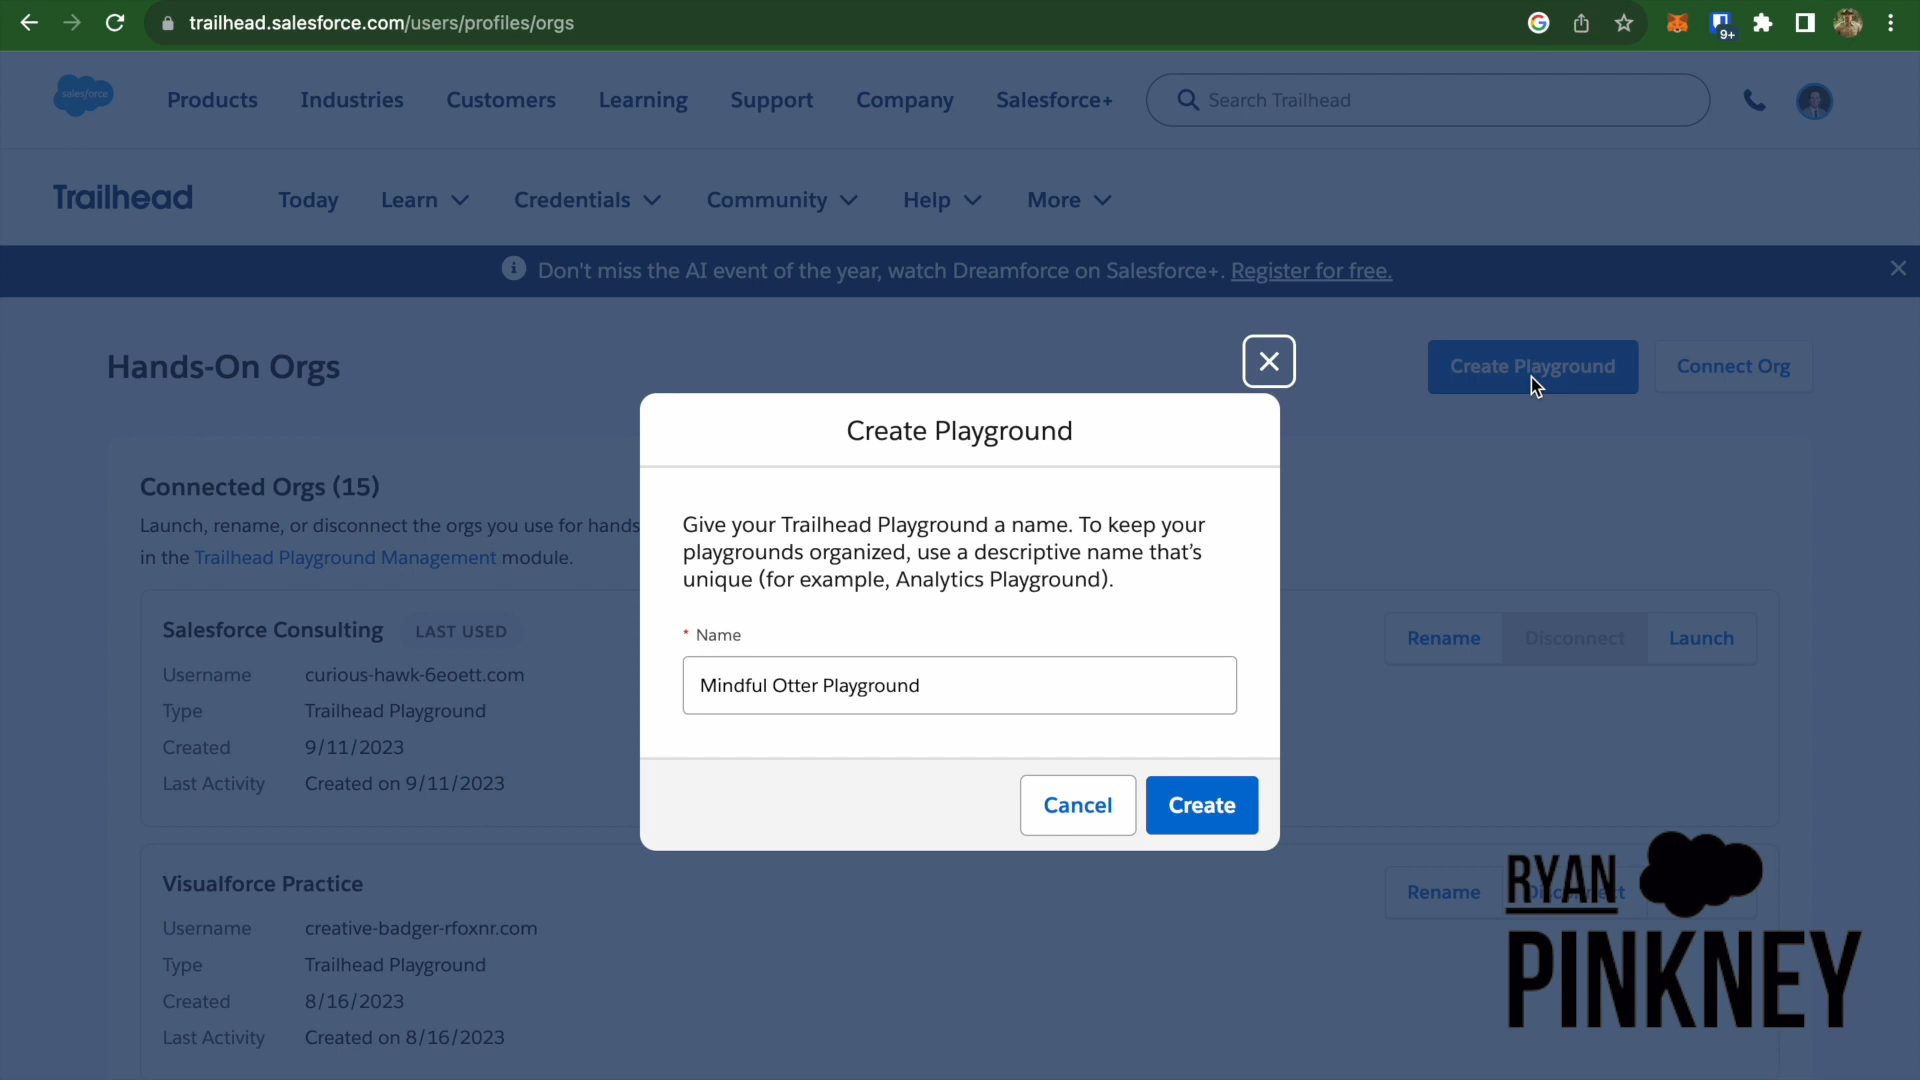 trailhead.salesforce.com/users/profiles/orgs
9+
salesforce
Products
Industries
Customers
Learning
Support
Company
Salesforce+
Search Trailhead
Trailhead
Today
Learn
Credentials
Community
Help
More
Don't miss the AI event of the year, watch Dreamforce on Salesforce+. Register for free.
Hands-On Orgs
Create Playground
Connect Org
Connected Orgs (15)
Launch, rename, or disconnect the orgs you use for hands
in the Trailhead Playground Management module.
Create Playground
Give your Trailhead Playground a name. To keep your
playgrounds organized, use a descriptive name that's
unique (for example, Analytics Playground).
* Name
Mindful Otter Playground
Cancel
Create
Salesforce Consulting
LAST USED
Rename
Disconnect
Launch
Username curious-hawk-6eoett.com
Type Trailhead Playground
Created 9/11/2023
Last Activity Created on 9/11/2023
Visualforce Practice
Rename
Username creative-badger-rfoxnr.com
Type Trailhead Playground
Created 8/16/2023
Last Activity Created on 8/16/2023
RYAN
PINKNEY